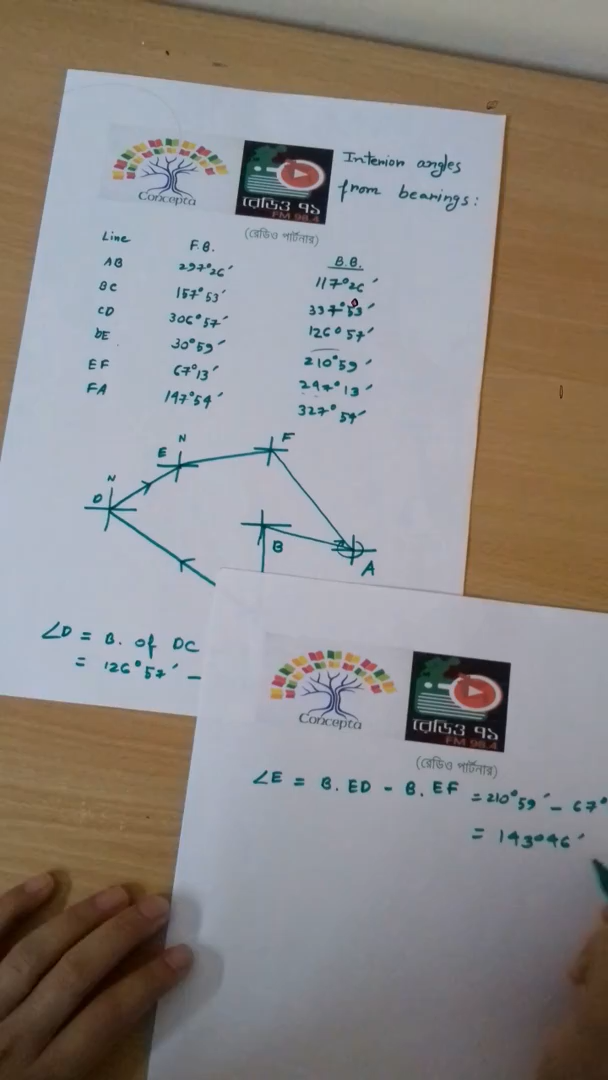 Interior angles
from bearings:
Concepta
রেডিও ৭১
FM 98.4
(রেডিও পার্টনার)
Line F.B. B.B.
AB 297°26′ 117°26′
BC 157°53′ 337°53′
CD 306°57′ 126°57′
DE 30°59′ 210°59′
EF 67°13′ 247°13′
FA 147°54′ 327°54′
N
E
F
N
D
B
A
∠D = B. of DC
= 126°57′ –
Concepta
রেডিও ৭১
FM 98.4
(রেডিও পার্টনার)
∠E = B. ED – B. EF = 210°59′ – 67°
= 143°46′